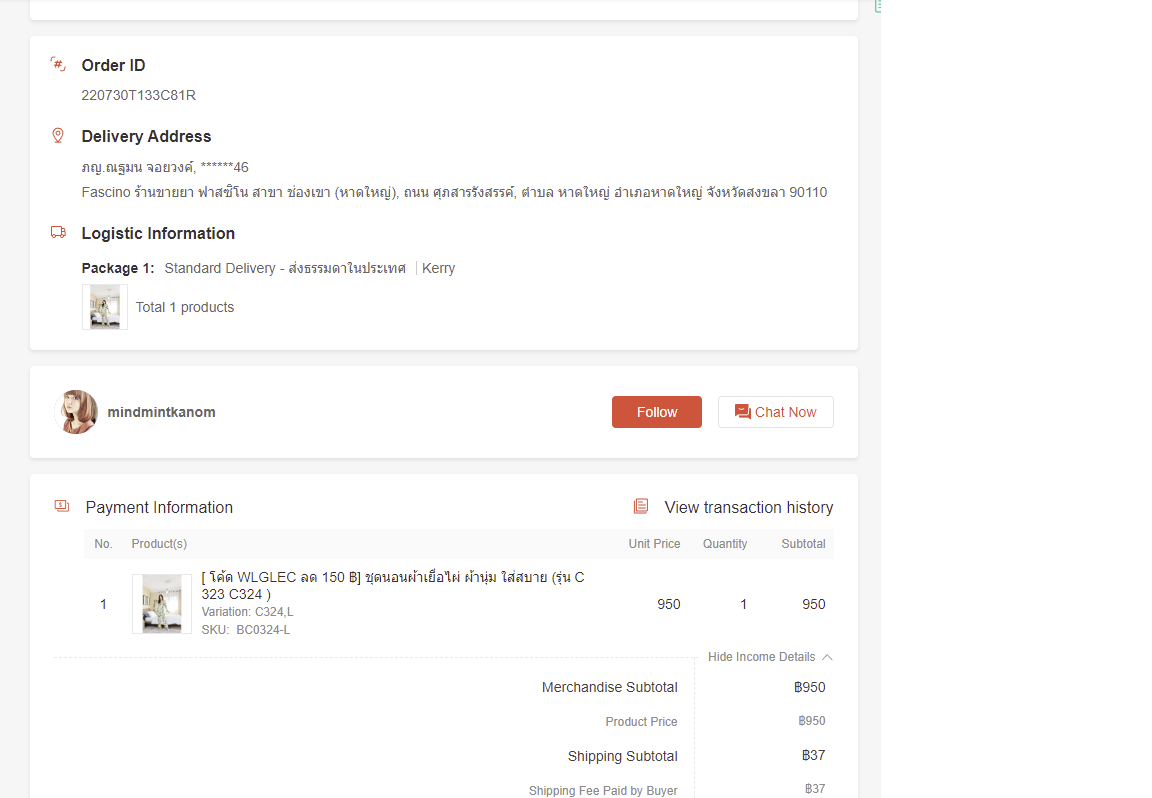 Order ID
220730T133C81R
Delivery Address
ภญ.ณฐมน จอยวงค์, ******46
Fascino ร้านขายยา ฟาสซิโน สาขา ช่องเขา (หาดใหญ่), ถนน ศุภสารรังสรรค์, ตำบล หาดใหญ่ อำเภอหาดใหญ่ จังหวัดสงขลา 90110
Logistic Information
Package 1: Standard Delivery - ส่งธรรมดาในประเทศ Kerry
Total 1 products
mindmintkanom
Follow
Chat Now
Payment Information
View transaction history
No. Product(s) Unit Price Quantity Subtotal
[ โค้ด WLGLEC ลด 150 ฿] ชุดนอนผ้าเยื่อไผ่ ผ้านุ่ม ใส่สบาย (รุ่น C
323 C324 )
1 950 1 950
Variation: C324,L
SKU: BC0324-L
Hide Income Details
Merchandise Subtotal ฿950
Product Price ฿950
Shipping Subtotal ฿37
Shipping Fee Paid by Buyer ฿37